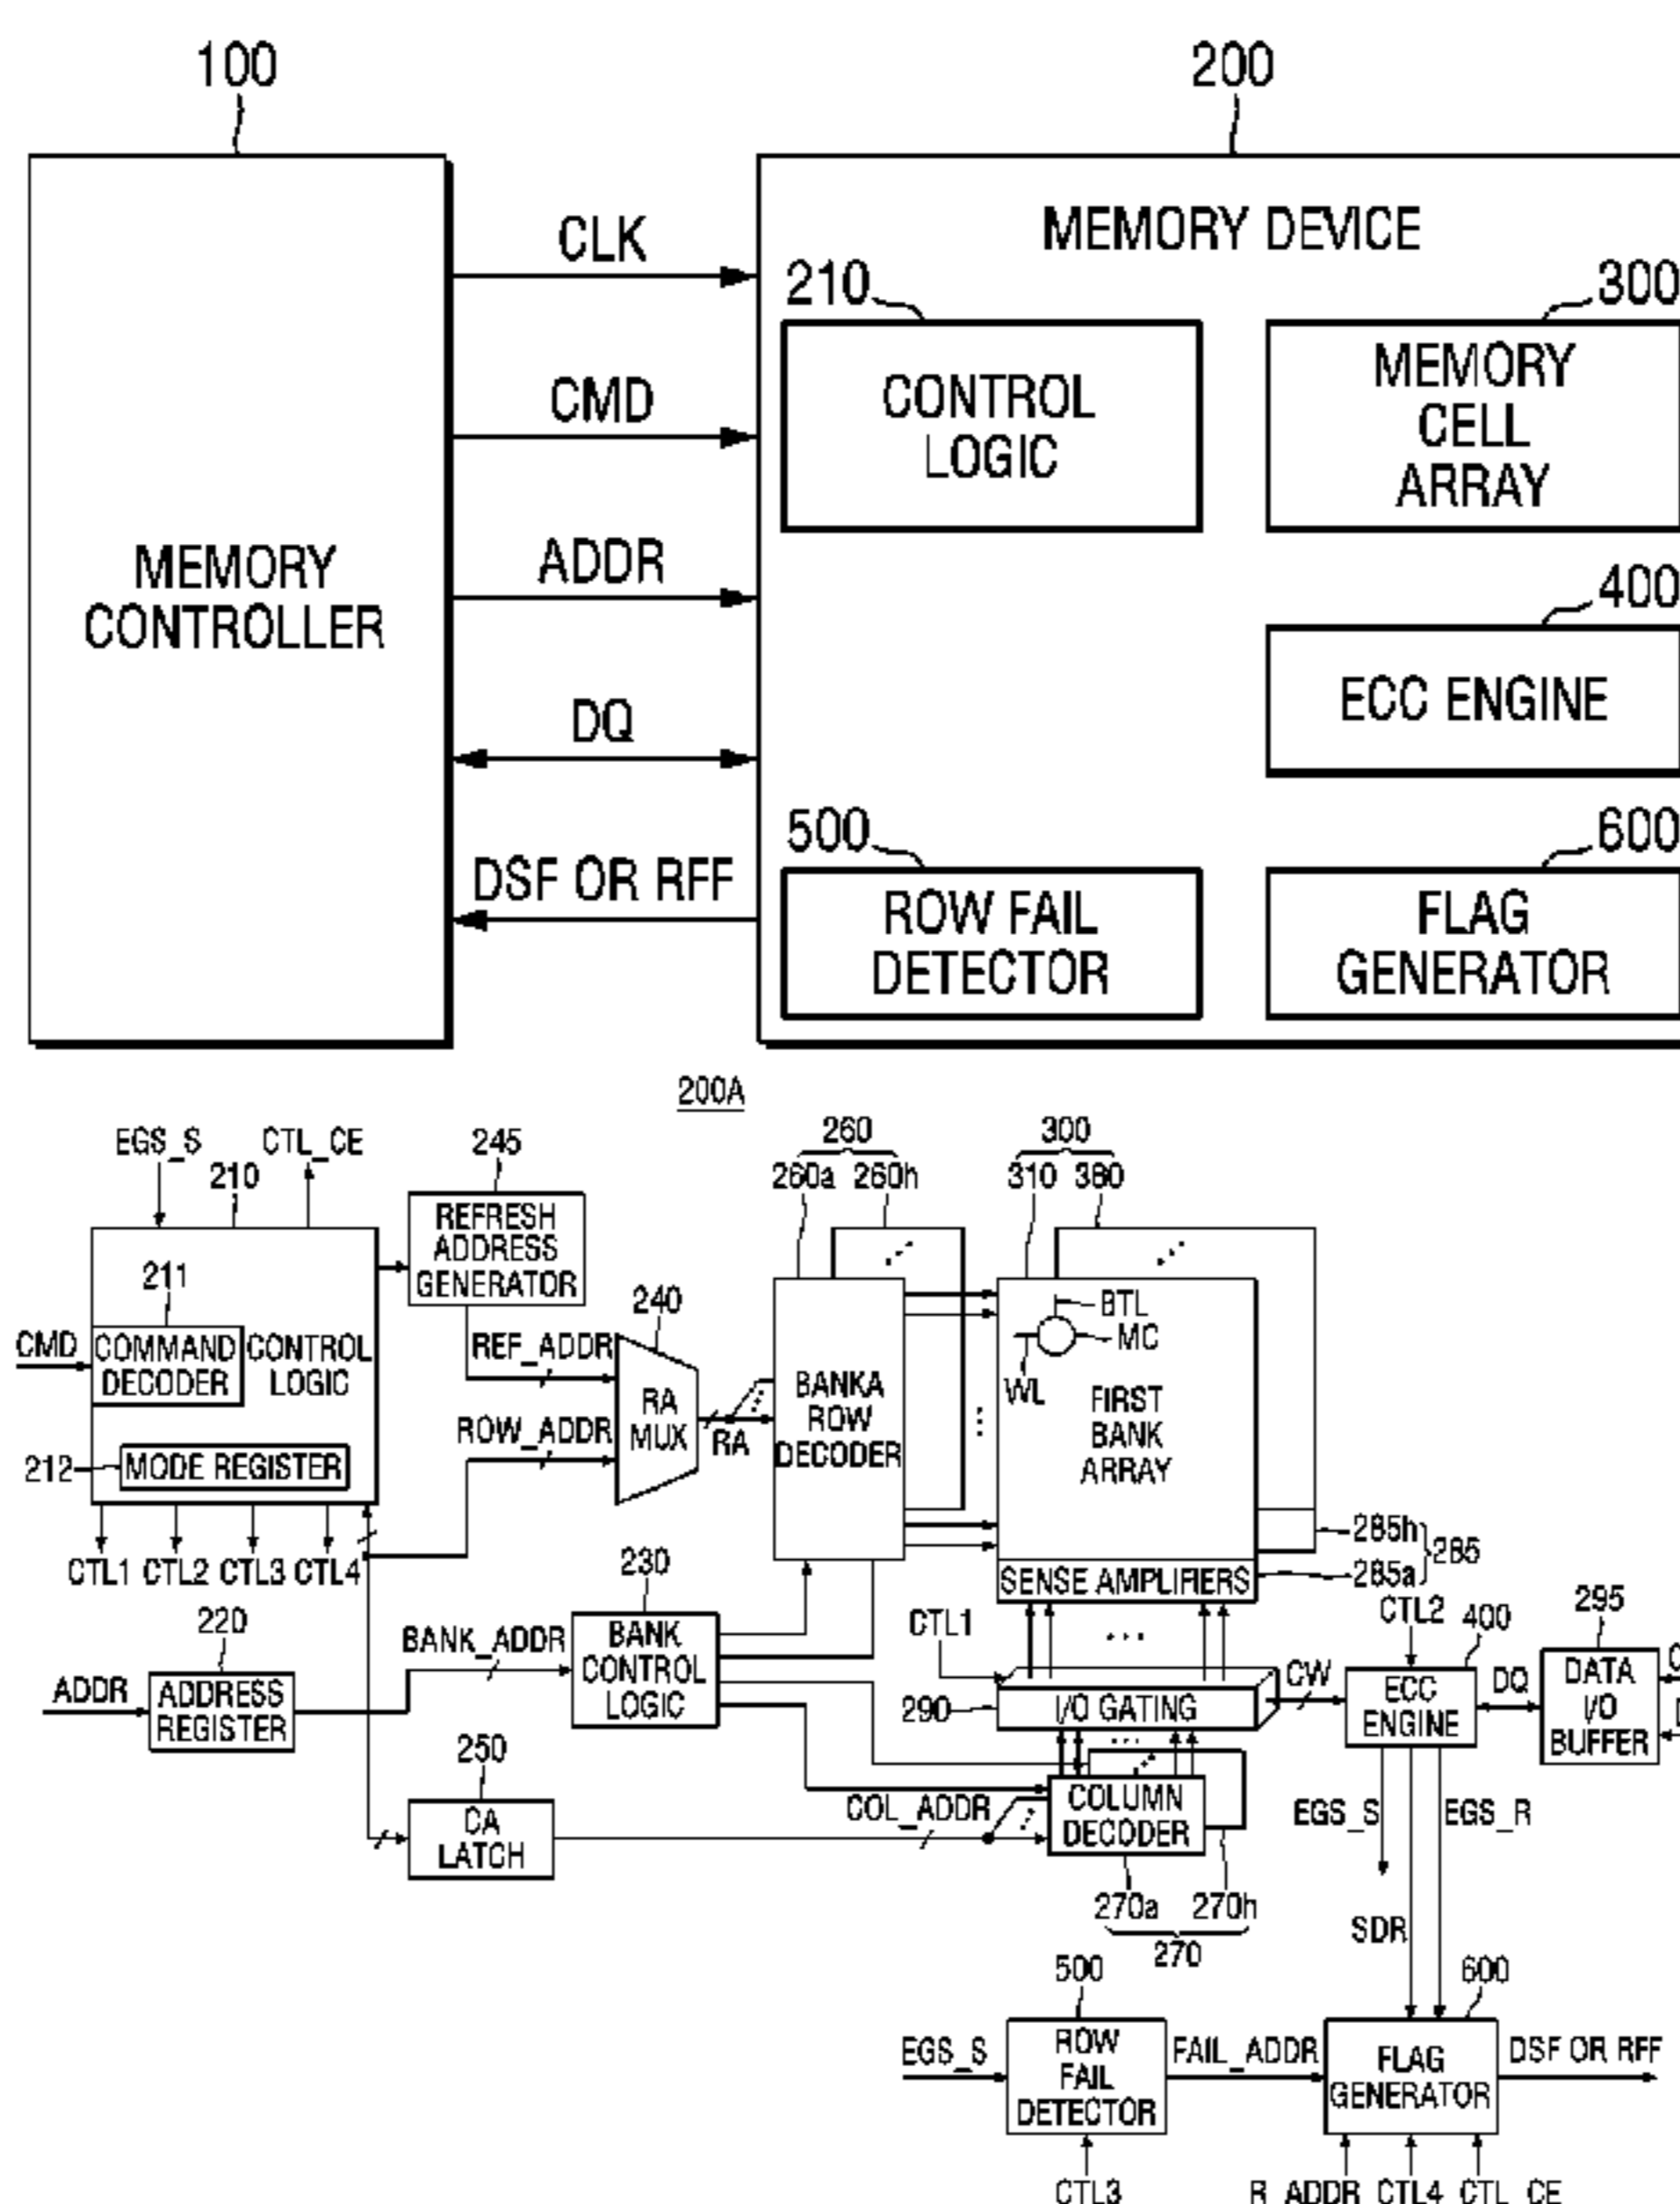 100
200
CLK
CMD
ADDR
DQ
DSF OR RFF
MEMORY
CONTROLLER
MEMORY DEVICE
210
300
CONTROL
LOGIC
MEMORY
CELL
ARRAY
400
ECC ENGINE
500
600
ROW FAIL
DETECTOR
FLAG
GENERATOR
200A
EGS_S
CTL_CE
210
245
REFRESH
ADDRESS
GENERATOR
211
CMD
COMMAND
DECODER
CONTROL
LOGIC
212
MODE REGISTER
CTL1
CTL2
CTL3
CTL4
REF_ADDR
ROW_ADDR
240
RA
MUX
RA
260
260a
260h
BANKA
ROW
DECODER
300
310
380
BTL
MC
WL
FIRST
BANK
ARRAY
SENSE AMPLIFIERS
285h
285a
285
220
ADDR
ADDRESS
REGISTER
BANK_ADDR
230
BANK
CONTROL
LOGIC
250
CA
LATCH
COL_ADDR
CTL1
290
I/O GATING
CW
CTL2
400
ECC
ENGINE
DQ
295
DATA
I/O
BUFFER
COLUMN
DECODER
270a
270h
270
EGS_S
EGS_R
SDR
500
EGS_S
ROW
FAIL
DETECTOR
FAIL_ADDR
600
FLAG
GENERATOR
DSF OR RFF
CTL3
R_ADDR
CTL4
CTL_CE